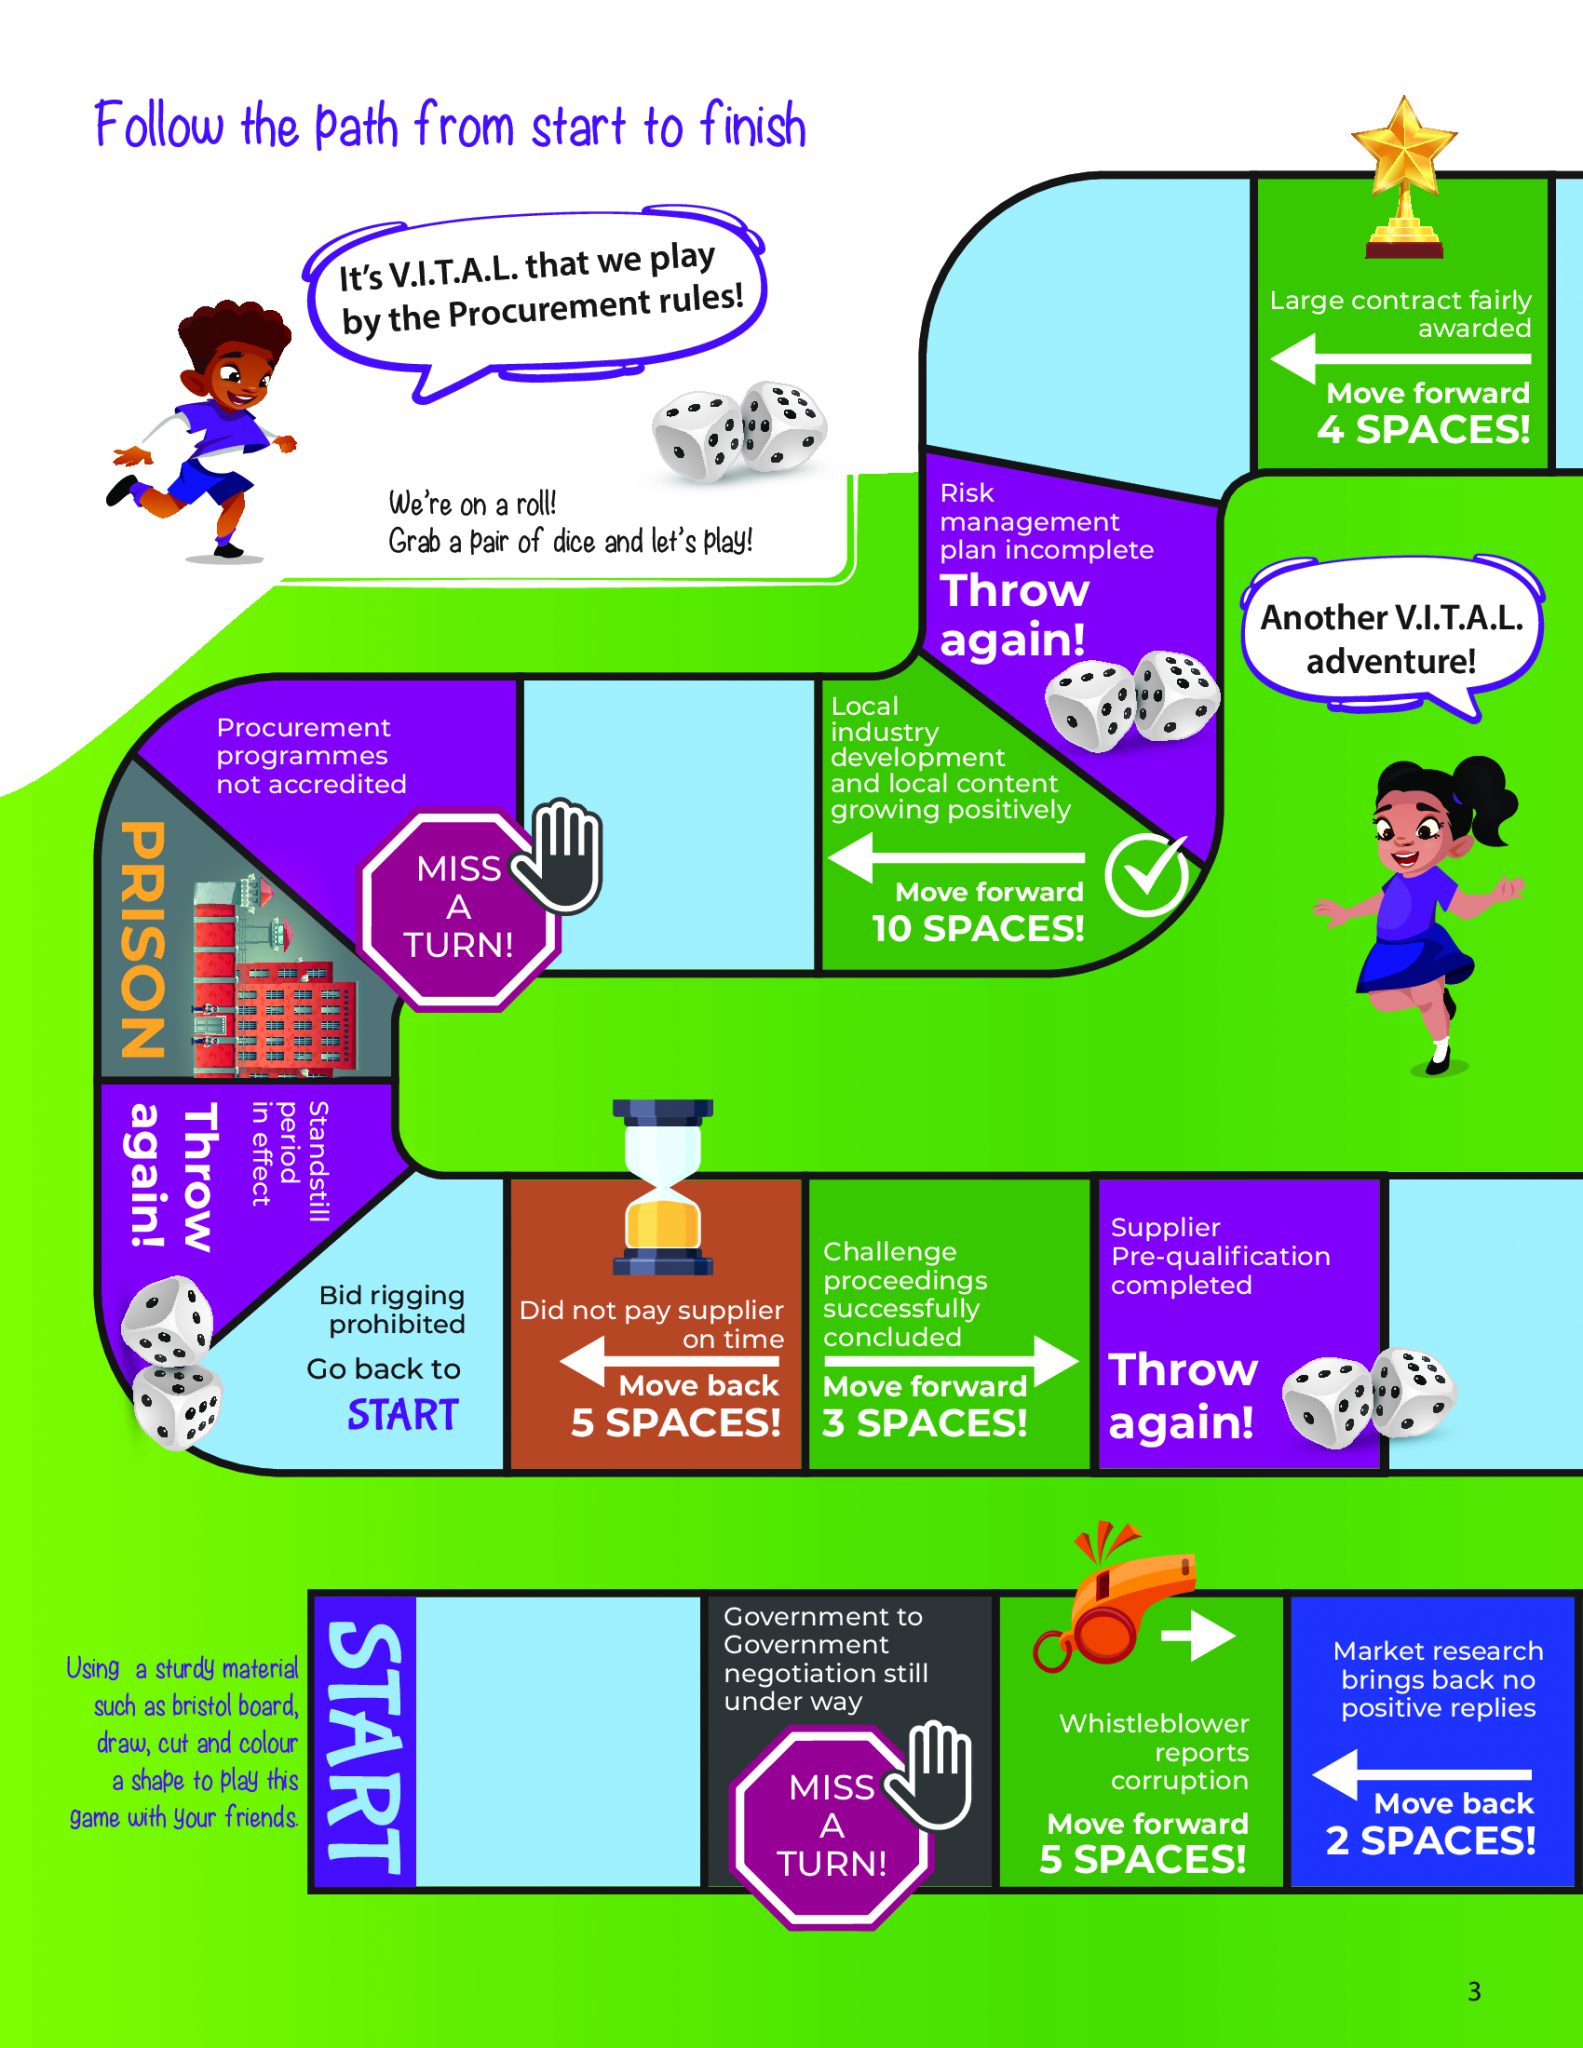 Follow the path from start to finish
It's V.I.T.A.L. that we play
by the Procurement rules!
We're on a roll!
Grab a pair of dice and let's play!
Large contract fairly
awarded
Move forward
4 SPACES!
Risk
management
plan incomplete
Throw
again!
Another V.I.T.A.L.
adventure!
Local
industry
development
and local content
growing positively
Move forward
10 SPACES!
Procurement
programmes
not accredited
MISS
A
TURN!
PRISON
Standstill
period
in effect
Throw
again!
Bid rigging
prohibited
Go back to
START
Did not pay supplier
on time
Move back
5 SPACES!
Challenge
proceedings
successfully
concluded
Move forward
3 SPACES!
Supplier
Pre-qualification
completed
Throw
again!
Using a sturdy material
such as bristol board,
draw, cut and colour
a shape to play this
game with your friends.
START
Government to
Government
negotiation still
under way
MISS
A
TURN!
Whistleblower
reports
corruption
Move forward
5 SPACES!
Market research
brings back no
positive replies
Move back
2 SPACES!
3